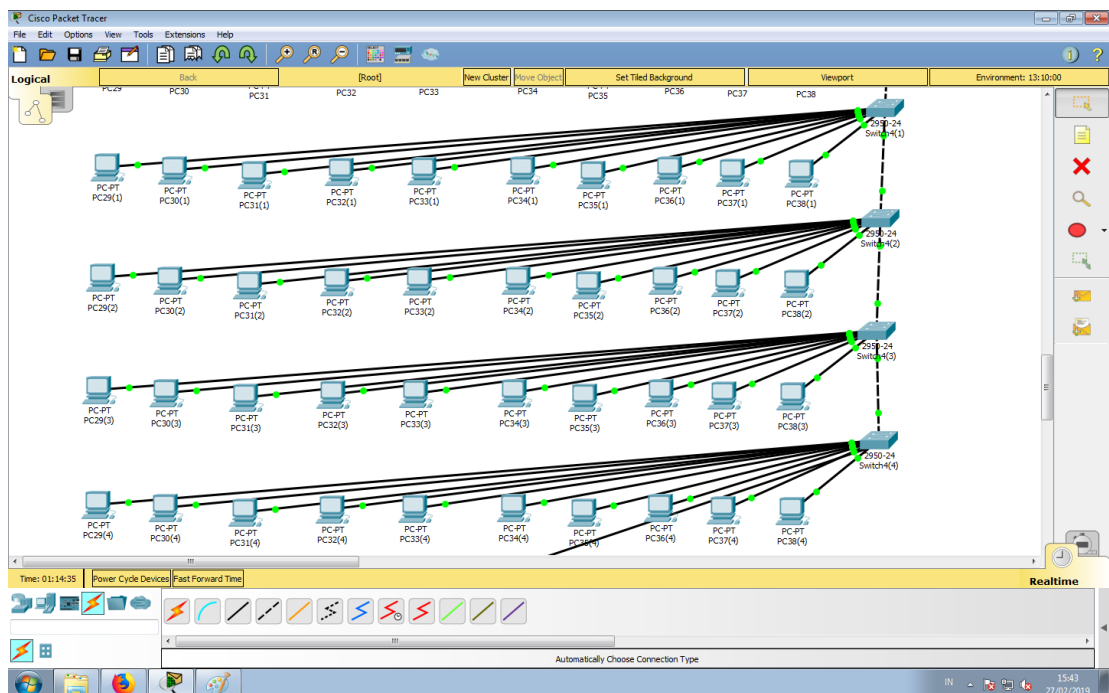 Cisco Packet Tracer
File Edit Options View Tools Extensions Help
Logical Back [Root] New Cluster Move Object Set Tiled Background Viewport Environment: 13:10:00
PC29 PC30 PC31 PC32 PC33 PC34 PC35 PC36 PC37 PC38
2950-24
Switch4(1)
PC-PT PC-PT PC-PT PC-PT PC-PT PC-PT PC-PT PC-PT PC-PT PC-PT
PC29(1) PC30(1) PC31(1) PC32(1) PC33(1) PC34(1) PC35(1) PC36(1) PC37(1) PC38(1)
2950-24
Switch4(2)
PC-PT PC-PT PC-PT PC-PT PC-PT PC-PT PC-PT PC-PT PC-PT PC-PT
PC29(2) PC30(2) PC31(2) PC32(2) PC33(2) PC34(2) PC35(2) PC36(2) PC37(2) PC38(2)
2950-24
Switch4(3)
PC-PT PC-PT PC-PT PC-PT PC-PT PC-PT PC-PT PC-PT PC-PT PC-PT
PC29(3) PC30(3) PC31(3) PC32(3) PC33(3) PC34(3) PC35(3) PC36(3) PC37(3) PC38(3)
2950-24
Switch4(4)
PC-PT PC-PT PC-PT PC-PT PC-PT PC-PT PC-PT PC-PT PC-PT PC-PT
PC29(4) PC30(4) PC31(4) PC32(4) PC33(4) PC34(4) PC35(4) PC36(4) PC37(4) PC38(4)
Time: 01:14:35 Power Cycle Devices Fast Forward Time Realtime
Automatically Choose Connection Type
IN 15:43
27/02/2019